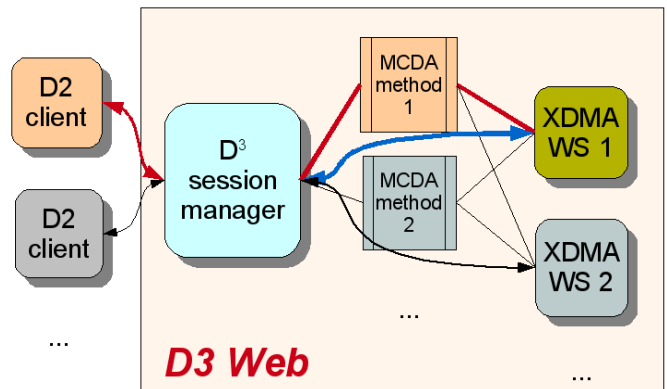 D2
client
D2
client
...
D³
session
manager
MCDA
method
1
MCDA
method
2
...
XDMA
WS 1
XDMA
WS 2
...
D3 Web